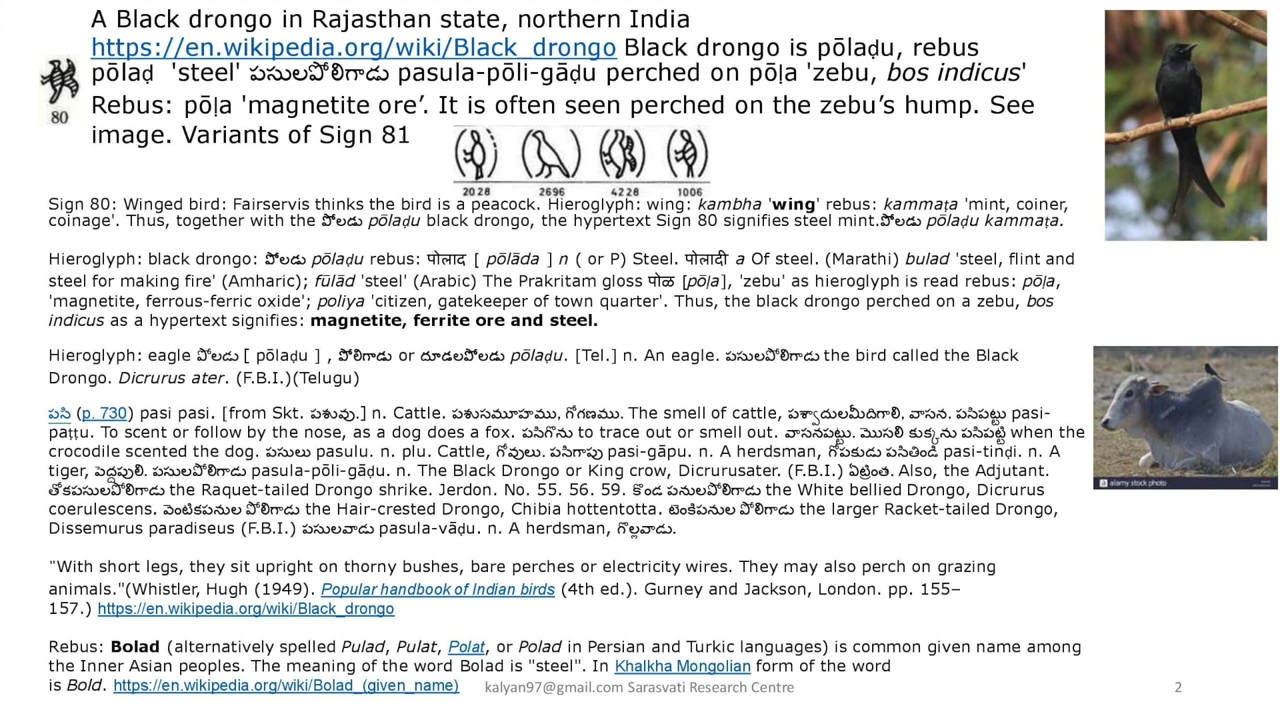 A Black drongo in Rajasthan state, northern India
https://en.wikipedia.org/wiki/Black_drongo Black drongo is pōlaḍu, rebus
pōlaḍ 'steel' పసులపోలిగాడు pasula-pōli-gāḍu perched on pōḷa 'zebu, bos indicus'
80
Rebus: pōḷa 'magnetite ore’. It is often seen perched on the zebu’s hump. See
image. Variants of Sign 81
2028 2696 4228 1006
Sign 80: Winged bird: Fairservis thinks the bird is a peacock. Hieroglyph: wing: kambha 'wing' rebus: kammaṭa 'mint, coiner,
coinage'. Thus, together with the పోలడు pōlaḍu black drongo, the hypertext Sign 80 signifies steel mint.పోలడు pōlaḍu kammaṭa.
Hieroglyph: black drongo: పోలడు pōlaḍu rebus: पोलाद [ pōlāda ] n ( or P) Steel. पोलादी a Of steel. (Marathi) bulad 'steel, flint and
steel for making fire' (Amharic); fūlād 'steel' (Arabic) The Prakritam gloss पोळ [pōḷa], 'zebu' as hieroglyph is read rebus: pōḷa,
'magnetite, ferrous-ferric oxide'; poliya 'citizen, gatekeeper of town quarter'. Thus, the black drongo perched on a zebu, bos
indicus as a hypertext signifies: magnetite, ferrite ore and steel.
Hieroglyph: eagle పోలడు [ pōlaḍu ] , పోలిగాడు or దూడలపోలడు pōlaḍu. [Tel.] n. An eagle. పసులపోలిగాడు the bird called the Black
Drongo. Dicrurus ater. (F.B.I.)(Telugu)
పసి (p. 730) pasi pasi. [from Skt. పశువు.] n. Cattle. పశుసమూహము, గోగణము. The smell of cattle, పశ్వాదులమీదిగాలి, వాసన. పసిపట్టు pasi-
paṭṭu. To scent or follow by the nose, as a dog does a fox. పసిగొను to trace out or smell out. వాసనపట్టు. మొసలి కుక్కను పసిపట్టి when the
crocodile scented the dog. పసులు pasulu. n. plu. Cattle, గోవులు. పసిగాపు pasi-gāpu. n. A herdsman, గోపకుడు పసితిండి pasi-tinḍi. n. A
tiger, పెద్దపులి. పసులపోలిగాడు pasula-pōli-gāḍu. n. The Black Drongo or King crow, Dicrurusater. (F.B.I.) ఏట్రింత. Also, the Adjutant.
తోకపసులపోలిగాడు the Raquet-tailed Drongo shrike. Jerdon. No. 55. 56. 59. కొండ పనులపోలిగాడు the White bellied Drongo, Dicrurus
coerulescens. వెంటికపనుల పోలిగాడు the Hair-crested Drongo, Chibia hottentotta. టెంకిపనుల పోలిగాడు the larger Racket-tailed Drongo,
Dissemurus paradiseus (F.B.I.) పసులవాడు pasula-vāḍu. n. A herdsman, గొల్లవాడు.
"With short legs, they sit upright on thorny bushes, bare perches or electricity wires. They may also perch on grazing
animals."(Whistler, Hugh (1949). Popular handbook of Indian birds (4th ed.). Gurney and Jackson, London. pp. 155–
157.) https://en.wikipedia.org/wiki/Black_drongo
Rebus: Bolad (alternatively spelled Pulad, Pulat, Polat, or Polad in Persian and Turkic languages) is common given name among
the Inner Asian peoples. The meaning of the word Bolad is "steel". In Khalkha Mongolian form of the word
is Bold. https://en.wikipedia.org/wiki/Bolad_(given_name)
kalyan97@gmail.com Sarasvati Research Centre
2
a alamy stock photo